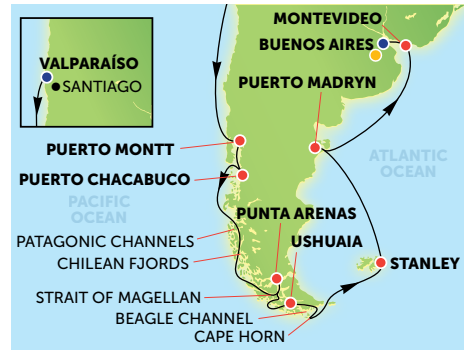 MONTEVIDEO
BUENOS AIRES
VALPARAÍSO
SANTIAGO
PUERTO MADRYN
PUERTO MONTT
ATLANTIC
OCEAN
PUERTO CHACABUCO
PACIFIC
OCEAN
PUNTA ARENAS
PATAGONIC CHANNELS
USHUAIA
CHILEAN FJORDS
STANLEY
STRAIT OF MAGELLAN
BEAGLE CHANNEL
CAPE HORN